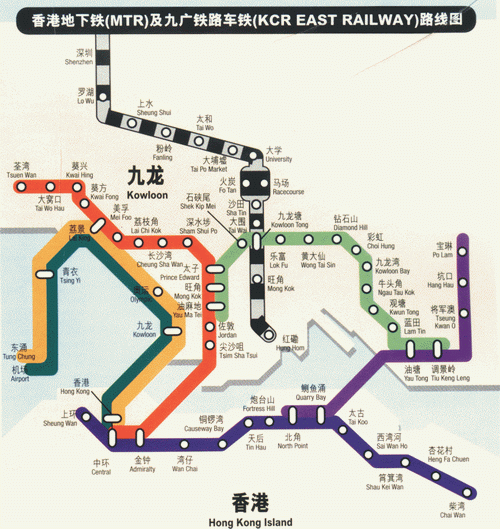 香港地下铁(MTR)及九广铁路车铁(KCR EAST RAILWAY)路线图
深圳
Shenzhen
罗湖
Lo Wu
上水
Sheung Shui
粉岭
Fanling
太和
Tai Wo
大埔墟
Tai Po Market
大学
University
火炭
Fo Tan
马场
Racecourse
沙田
Sha Tin
大围
Tai Wai
九龙
Kowloon
荃湾
Tsuen Wan
大窝口
Tai Wo Hau
葵兴
Kwai Hing
葵方
Kwai Fong
美孚
Mei Foo
荔景
荔枝角
Lai Chi Kok
长沙湾
Cheung Sha Wan
深水埗
Sham Shui Po
石硖尾
Shek Kip Mei
九龙塘
Kowloon Tong
乐富
Lok Fu
黄大仙
Wong Tai Sin
钻石山
Diamond Hill
彩虹
Choi Hung
九龙湾
Kowloon Bay
牛头角
Ngau Tau Kok
观塘
Kwun Tong
蓝田
Lam Tin
油塘
Yau Tong
调景岭
Tiu Keng Leng
将军澳
Tseung
Kwan O
坑口
Hang Hau
宝琳
Po Lam
太子
Prince Edward
旺角
Mong Kok
油麻地
Yau Ma Tei
佐敦
Jordan
尖沙咀
Tsim Sha Tsui
旺角
Mong Kok
红磡
Hung Hom
青衣
Tsing Yi
Olympic
九龙
Kowloon
东涌
Tung Chung
机场
Airport
香港
Hong Kong
上环
Sheung Wan
中环
Central
金钟
Admiralty
湾仔
Wan Chai
铜锣湾
Causeway Bay
炮台山
Fortress Hill
天后
Tin Hau
北角
North Point
鲗鱼涌
Quarry Bay
太古
Tai Koo
西湾河
Sai Wan Ho
筲箕湾
Shau Kei Wan
杏花村
Heng Fa Chuen
柴湾
Chai Wan
香港
Hong Kong Island